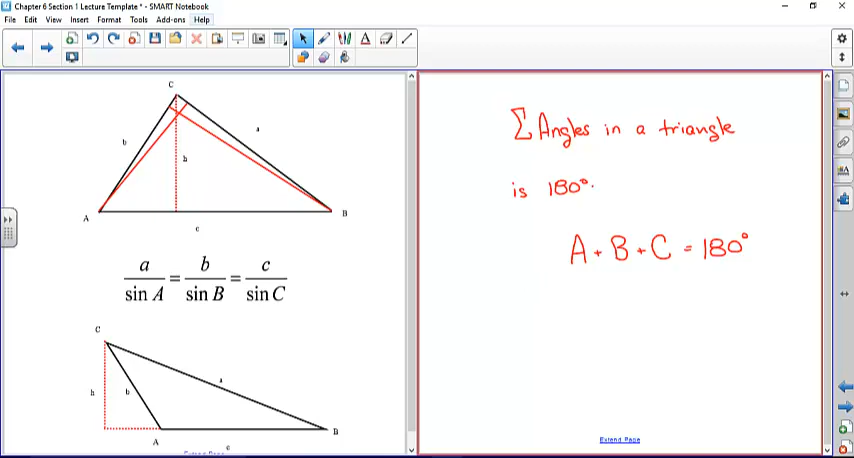 Chapter 6 Section 1 Lecture Template * - SMART Notebook
File Edit View Insert Format Tools Add-ons Help
C
b
a
h
A
B
c
a/sin A = b/sin B = c/sin C
C
a
h
b
B
A
c
∑ Angles in a triangle
is 180°.
A + B + C = 180°
Extend Page